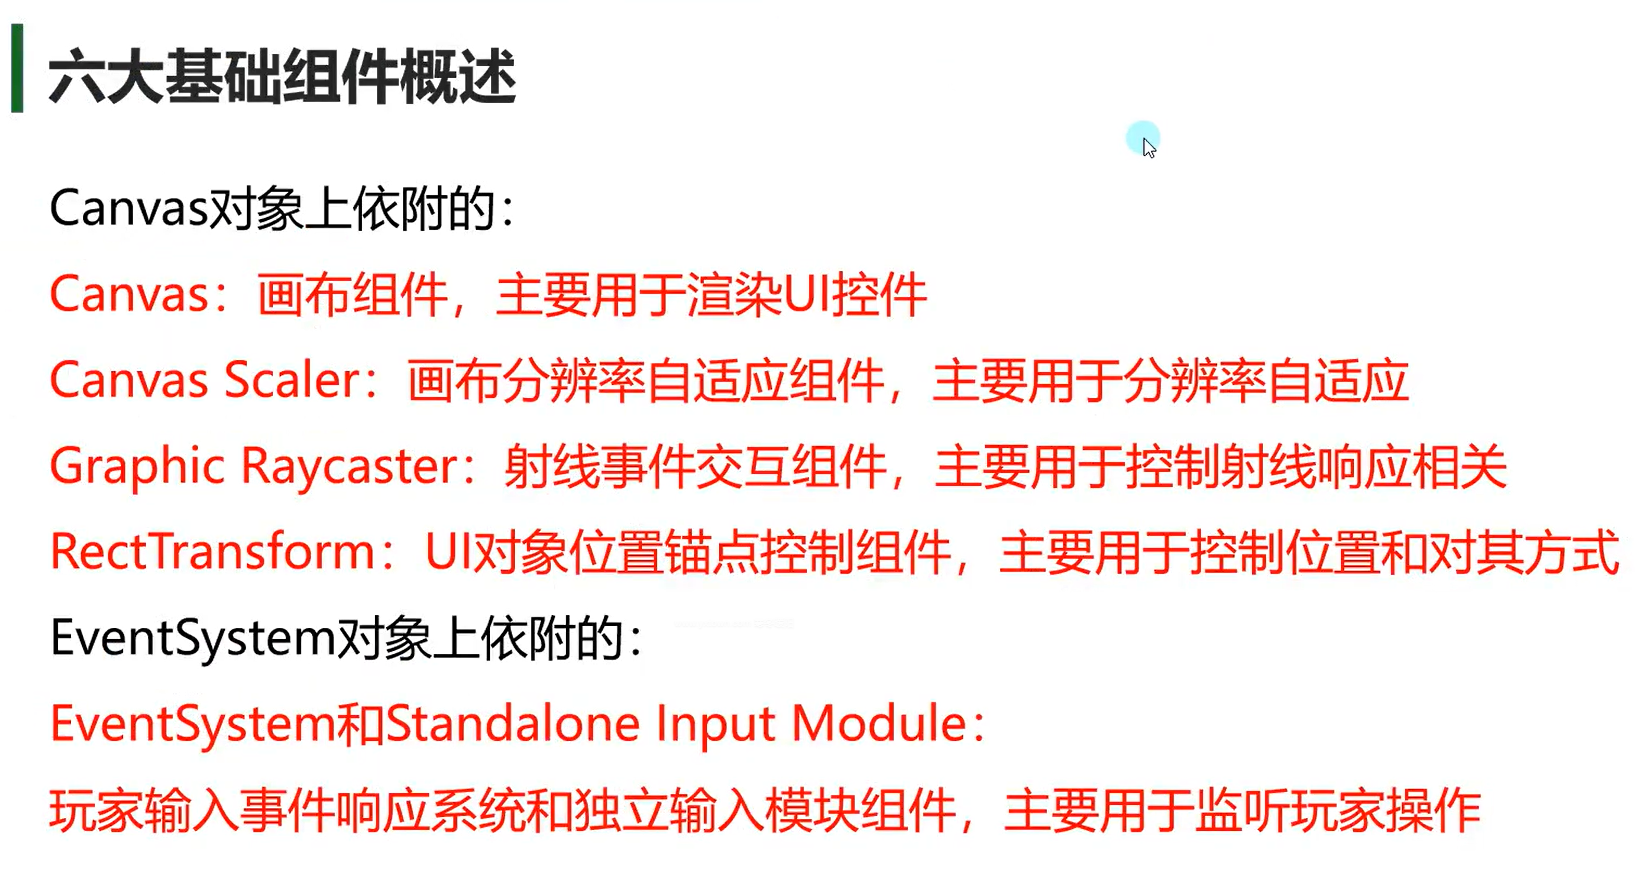 六大基础组件概述
Canvas对象上依附的：
Canvas：画布组件，主要用于渲染UI控件
Canvas Scaler：画布分辨率自适应组件，主要用于分辨率自适应
Graphic Raycaster：射线事件交互组件，主要用于控制射线响应相关
RectTransform：UI对象位置锚点控制组件，主要用于控制位置和对其方式
EventSystem对象上依附的：
EventSystem和Standalone Input Module：
玩家输入事件响应系统和独立输入模块组件，主要用于监听玩家操作